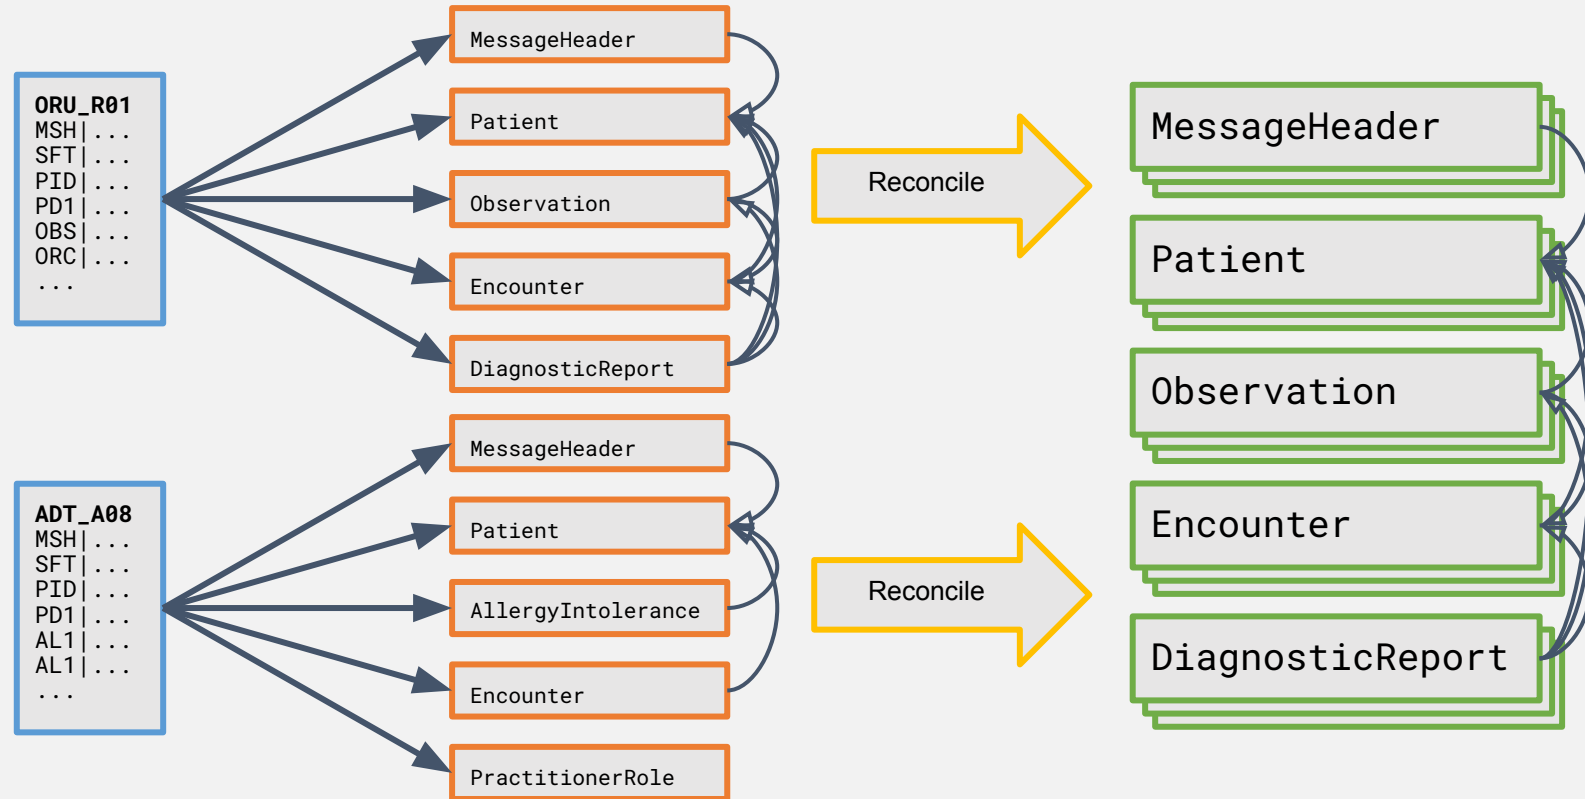 ORU_R01
MSH|...
SFT|...
PID|...
PD1|...
OBS|...
ORC|...
...
MessageHeader
Patient
Observation
Encounter
DiagnosticReport
Reconcile
ADT_A08
MSH|...
SFT|...
PID|...
PD1|...
AL1|...
AL1|...
...
MessageHeader
Patient
AllergyIntolerance
Encounter
PractitionerRole
Reconcile
MessageHeader
Patient
Observation
Encounter
DiagnosticReport